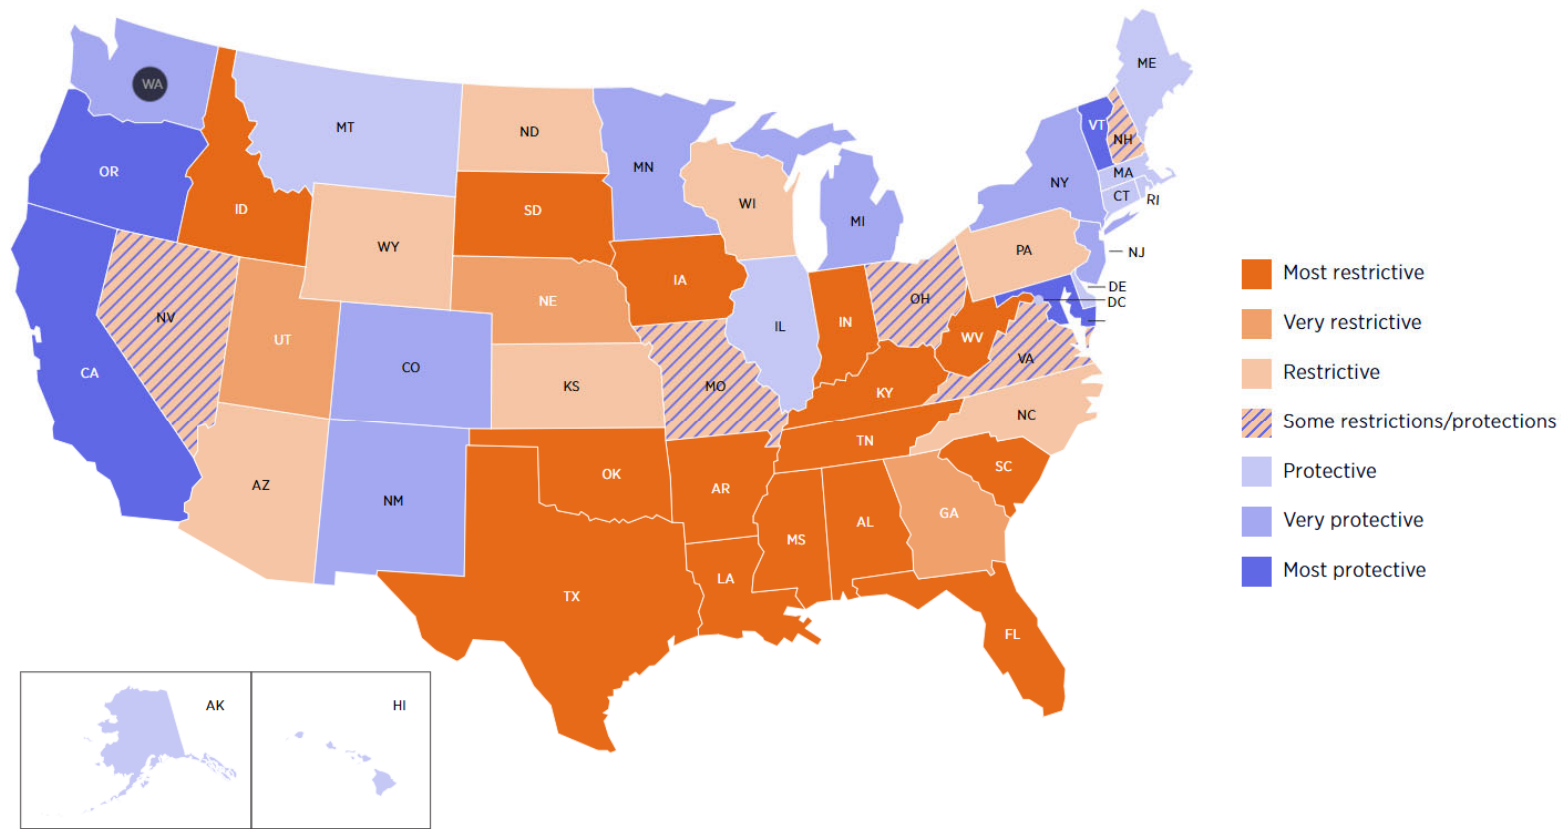 WA
ME
MT
ND
VT
MN
NH
OR
MA
NY
CT
RI
WI
ID
SD
MI
WY
PA
NJ
IA
Most restrictive
DE
NE
OH
DC
NV
IL
IN
Very restrictive
UT
WV
VA
CO
CA
Restrictive
KS
MO
KY
NC
Some restrictions/protections
TN
SC
Protective
OK
AZ
AR
NM
GA
AL
Very protective
MS
Most protective
LA
TX
FL
AK
HI